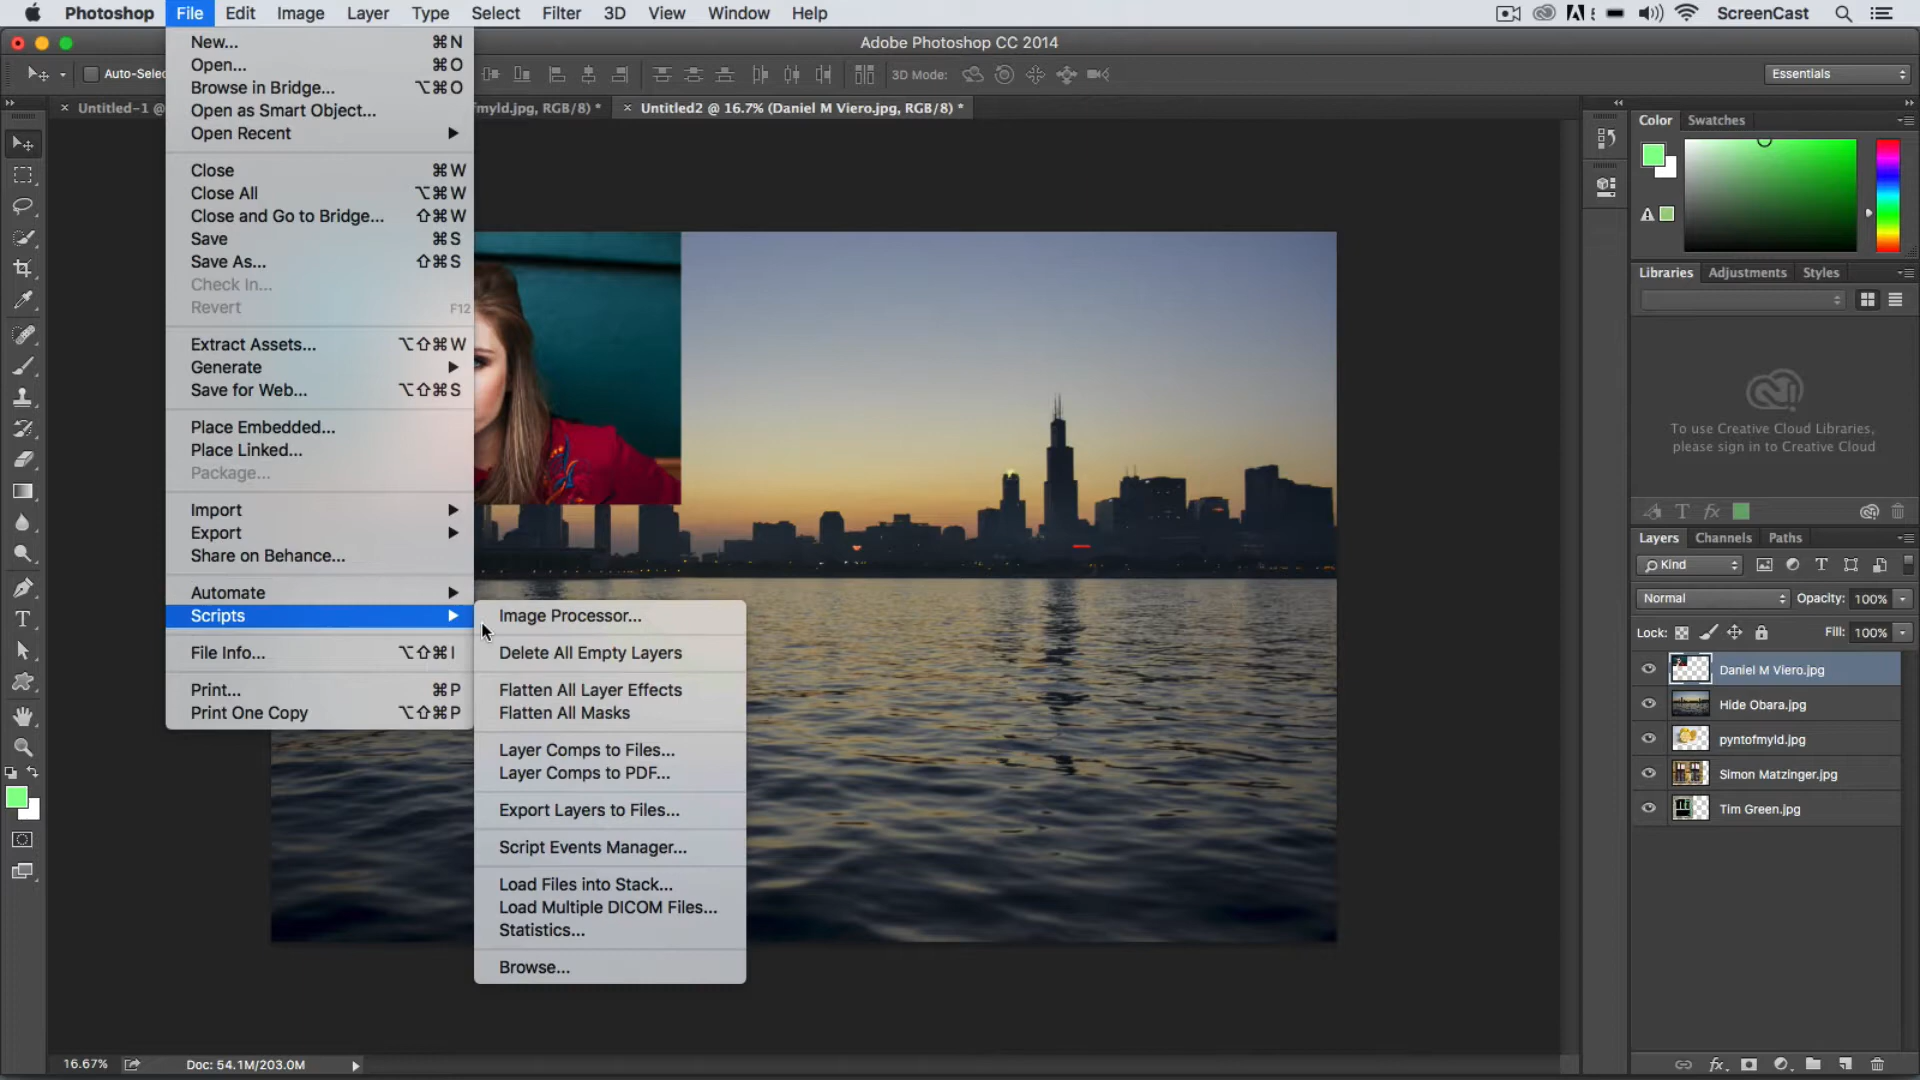 Photoshop File Edit Image Layer Type Select Filter 3D View Window Help ScreenCast
Adobe Photoshop CC 2014
Auto-Selec 3D Mode: Essentials
Untitled-1 @ myld.jpg, RGB/8) * Untitled2 @ 16.7% (Daniel M Viero.jpg, RGB/8) *
New... ⌘N
Open... ⌘O
Browse in Bridge... ⌥⌘O
Open as Smart Object...
Open Recent
Close ⌘W
Close All ⌥⌘W
Close and Go to Bridge... ⇧⌘W
Save ⌘S
Save As... ⇧⌘S
Check In...
Revert F12
Extract Assets... ⌥⇧⌘W
Generate
Save for Web... ⌥⇧⌘S
Place Embedded...
Place Linked...
Package...
Import
Export
Share on Behance...
Automate
Scripts
File Info... ⌥⇧⌘I
Print... ⌘P
Print One Copy ⌥⇧⌘P
Image Processor...
Delete All Empty Layers
Flatten All Layer Effects
Flatten All Masks
Layer Comps to Files...
Layer Comps to PDF...
Export Layers to Files...
Script Events Manager...
Load Files into Stack...
Load Multiple DICOM Files...
Statistics...
Browse...
Color Swatches
Libraries Adjustments Styles
To use Creative Cloud Libraries,
please sign in to Creative Cloud
Layers Channels Paths
Kind
Normal Opacity: 100%
Lock: Fill: 100%
Daniel M Viero.jpg
Hide Obara.jpg
pyntofmyld.jpg
Simon Matzinger.jpg
Tim Green.jpg
16.67% Doc: 54.1M/203.0M